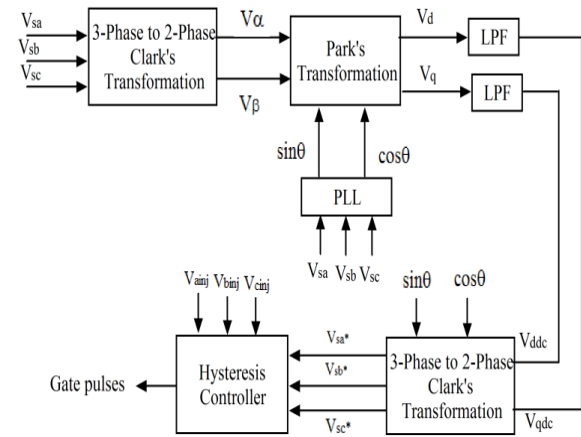 Vsa
Vsb
Vsc
3-Phase to 2-Phase
Clark's
Transformation
Vα
Vβ
Park's
Transformation
Vd
Vq
LPF
LPF
sinθ
cosθ
PLL
Vsa
Vsb
Vsc
Vainj
Vbinj
Vcinj
sinθ
cosθ
Vddc
Vqdc
Vsa*
Vsb*
Vsc*
3-Phase to 2-Phase
Clark's
Transformation
Hysteresis
Controller
Gate pulses